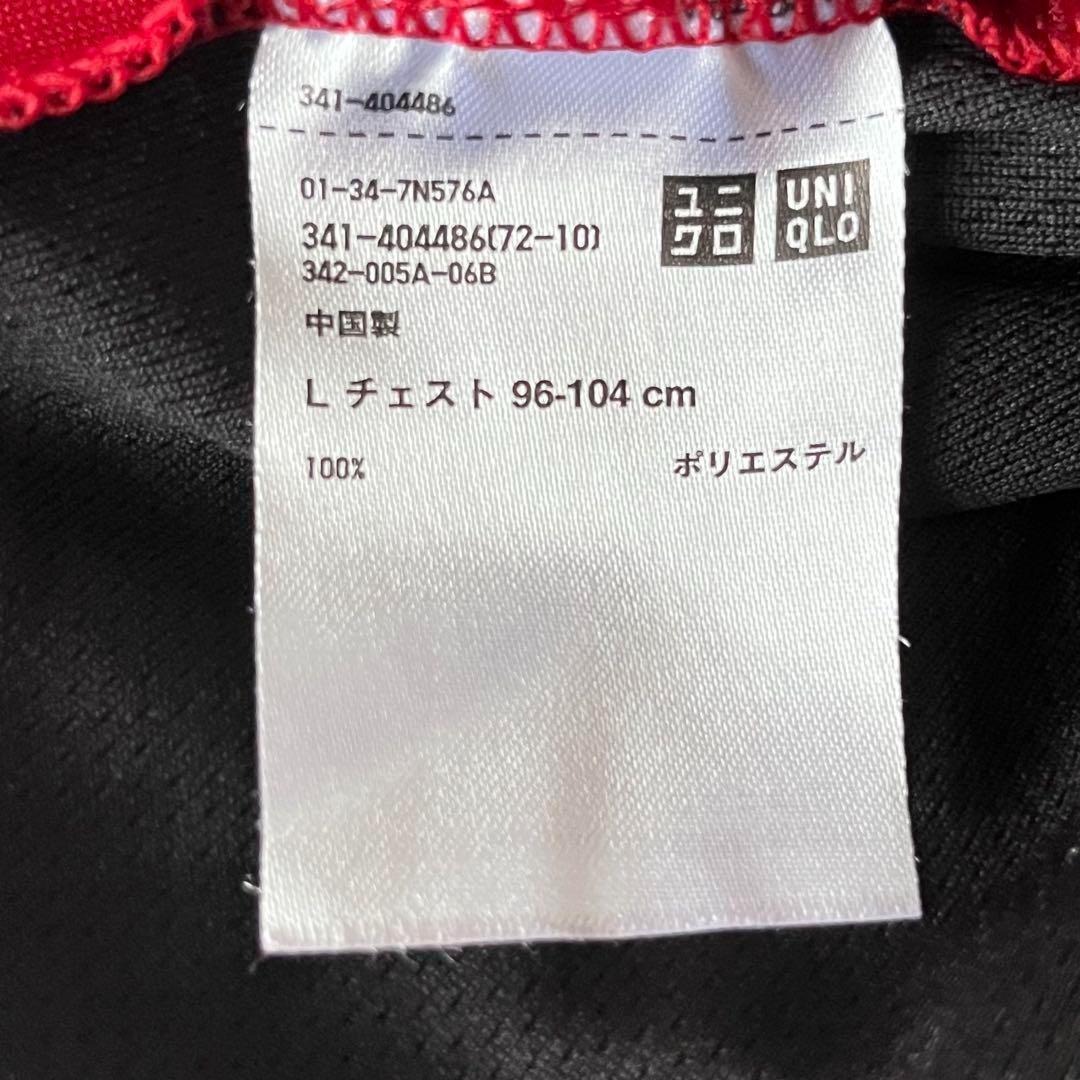 341-404486
01-34-7N576A
341-404486(72-10)
342-005A-06B
ユニ
クロ
UNI
QLO
中国製
L チェスト 96-104 cm
100% ポリエステル